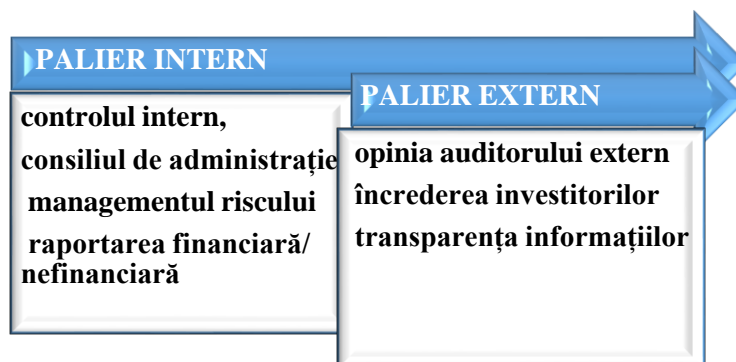 PALIER INTERN
controlul intern,
consiliul de administrație
managementul riscului
raportarea financiară/
nefinanciară
PALIER EXTERN
opinia auditorului extern
încrederea investitorilor
transparența informațiilor